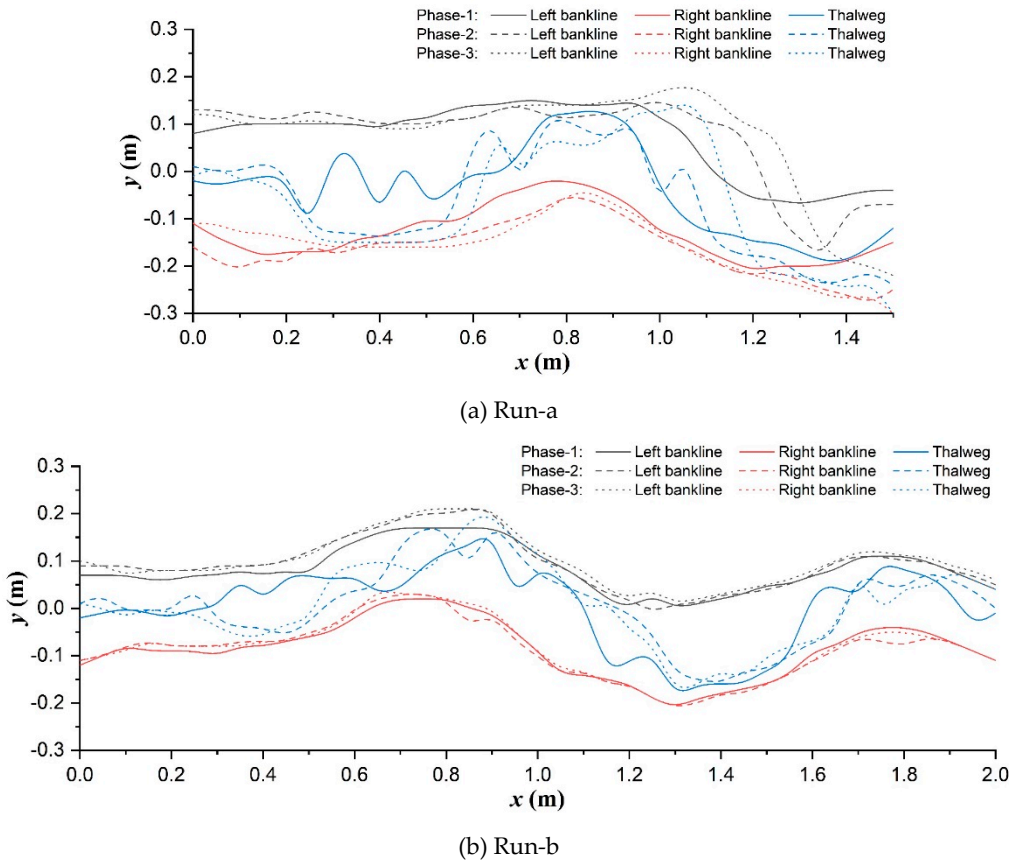 Phase-1: Left bankline Right bankline Thalweg
Phase-2: Left bankline Right bankline Thalweg
Phase-3: Left bankline Right bankline Thalweg
0.3
0.2
0.1
0.0
-0.1
-0.2
-0.3
y (m)
0.0 0.2 0.4 0.6 0.8 1.0 1.2 1.4
x (m)
(a) Run-a
Phase-1: Left bankline Right bankline Thalweg
Phase-2: Left bankline Right bankline Thalweg
Phase-3: Left bankline Right bankline Thalweg
0.3
0.2
0.1
0.0
-0.1
-0.2
-0.3
y (m)
0.0 0.2 0.4 0.6 0.8 1.0 1.2 1.4 1.6 1.8 2.0
x (m)
(b) Run-b